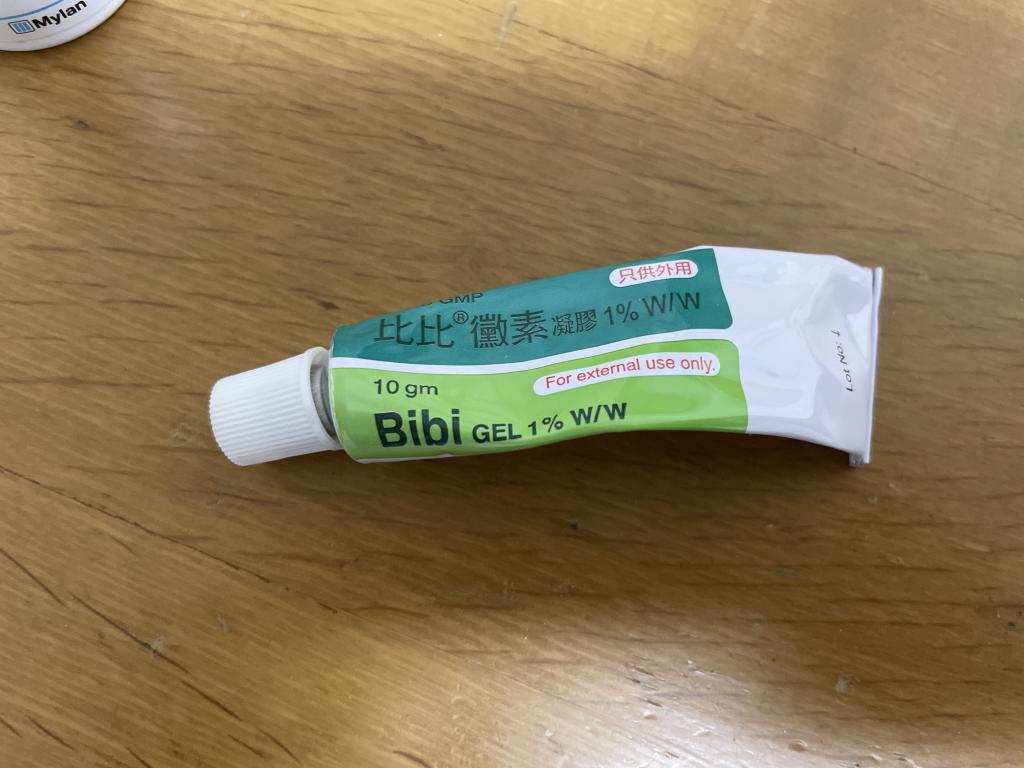 Mylan
GMP
只供外用
比比®黴素凝膠 1% W/W
10 gm
For external use only.
Bibi GEL 1% W/W
Lot No: